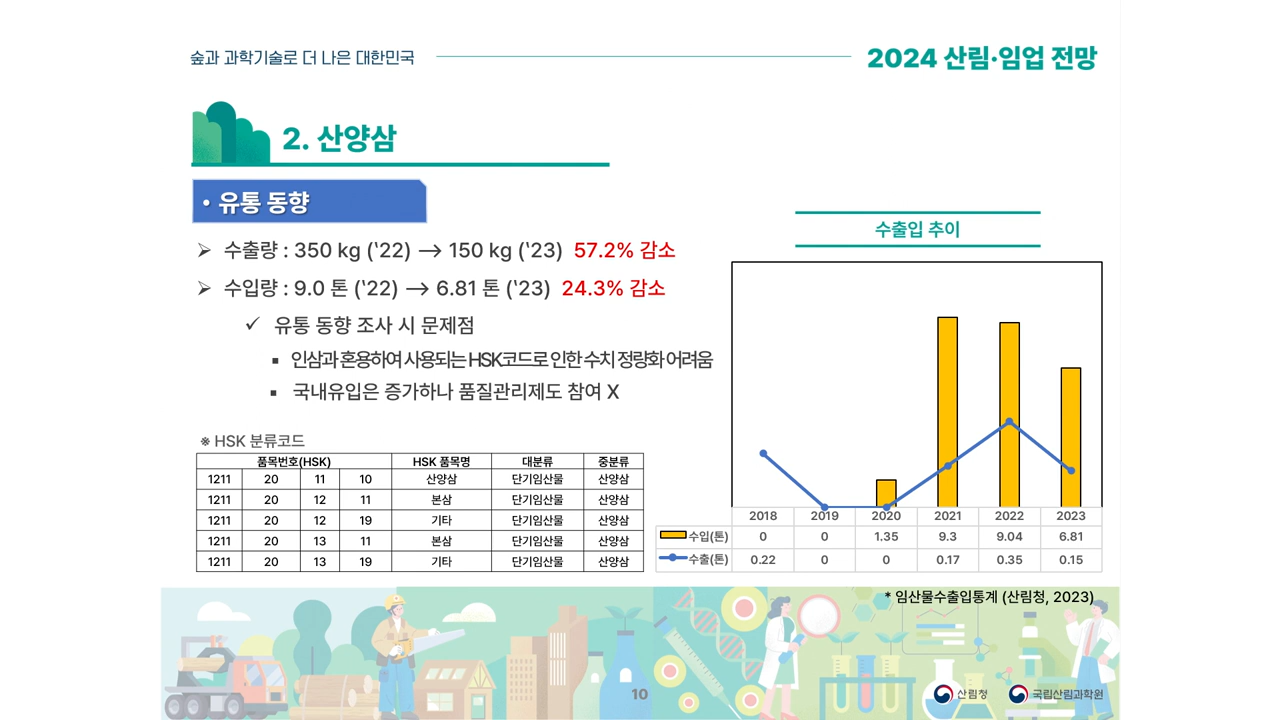 숲과 과학기술로 더 나은 대한민국
2024 산림·임업 전망
2. 산양삼
• 유통 동향
➢ 수출량 : 350 kg (‘22) → 150 kg (‘23) 57.2% 감소
➢ 수입량 : 9.0 톤 (‘22) → 6.81 톤 (‘23) 24.3% 감소
✓ 유통 동향 조사 시 문제점
▪ 인삼과 혼용하여 사용되는 HSK코드로 인한 수치 정량화 어려움
▪ 국내유입은 증가하나 품질관리제도 참여 X
※ HSK 분류코드
품목번호(HSK) HSK 품목명 대분류 중분류
1211 20 11 10 산양삼 단기임산물 산양삼
1211 20 12 11 본삼 단기임산물 산양삼
1211 20 12 19 기타 단기임산물 산양삼
1211 20 13 11 본삼 단기임산물 산양삼
1211 20 13 19 기타 단기임산물 산양삼
수출입 추이
2018 2019 2020 2021 2022 2023
수입(톤) 0 0 1.35 9.3 9.04 6.81
수출(톤) 0.22 0 0 0.17 0.35 0.15
* 임산물수출입통계 (산림청, 2023)
10
산림청
국립산림과학원